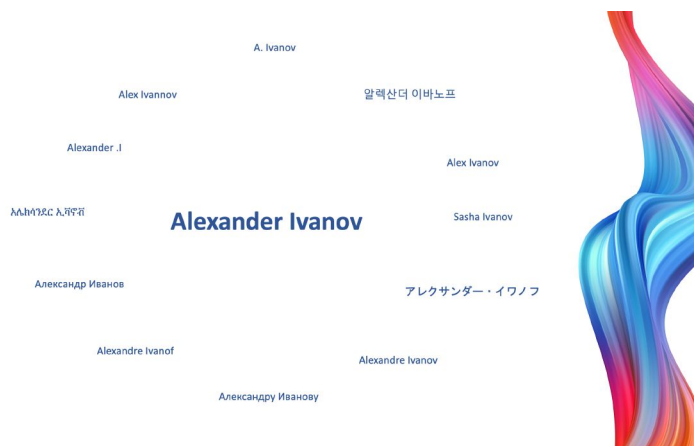 A. Ivanov
Alex Ivannov
알렉산더 이바노프
Alexander .I
Alex Ivanov
አሌክሳንደር ኢቫኖቭ
Alexander Ivanov
Sasha Ivanov
Александр Иванов
アレクサンダー・イワノフ
Alexandre Ivanof
Alexandre Ivanov
Александру Иванову